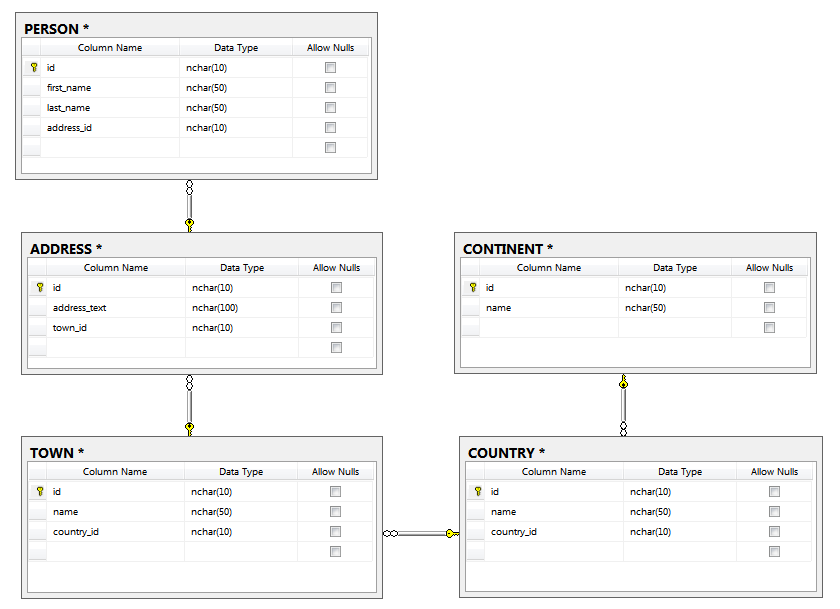 PERSON *
Column Name Data Type Allow Nulls
id nchar(10)
first_name nchar(50)
last_name nchar(50)
address_id nchar(10)
ADDRESS *
Column Name Data Type Allow Nulls
id nchar(10)
address_text nchar(100)
town_id nchar(10)
CONTINENT *
Column Name Data Type Allow Nulls
id nchar(10)
name nchar(50)
TOWN *
Column Name Data Type Allow Nulls
id nchar(10)
name nchar(50)
country_id nchar(10)
COUNTRY *
Column Name Data Type Allow Nulls
id nchar(10)
name nchar(50)
country_id nchar(10)